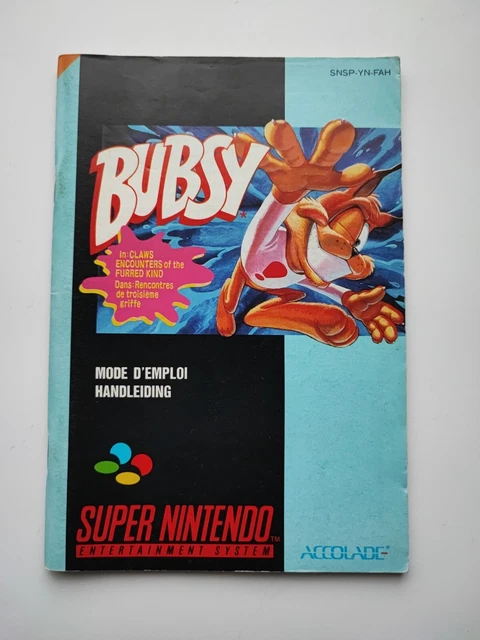 SNSP-YN-FAH
BUBSY
In: CLAWS
ENCOUNTERS of the
FURRED KIND
Dans: Rencontres
de troisième
griffe
MODE D'EMPLOI
HANDLEIDING
SUPER NINTENDO™
ENTERTAINMENT SYSTEM
ACCOLADE®